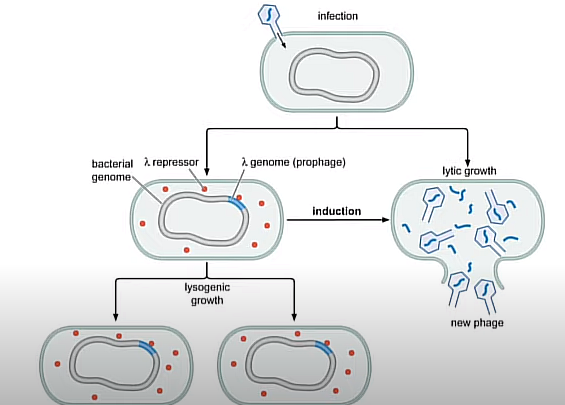 infection
bacterial
genome
λ repressor
λ genome (prophage)
lytic growth
induction
lysogenic
growth
new phage